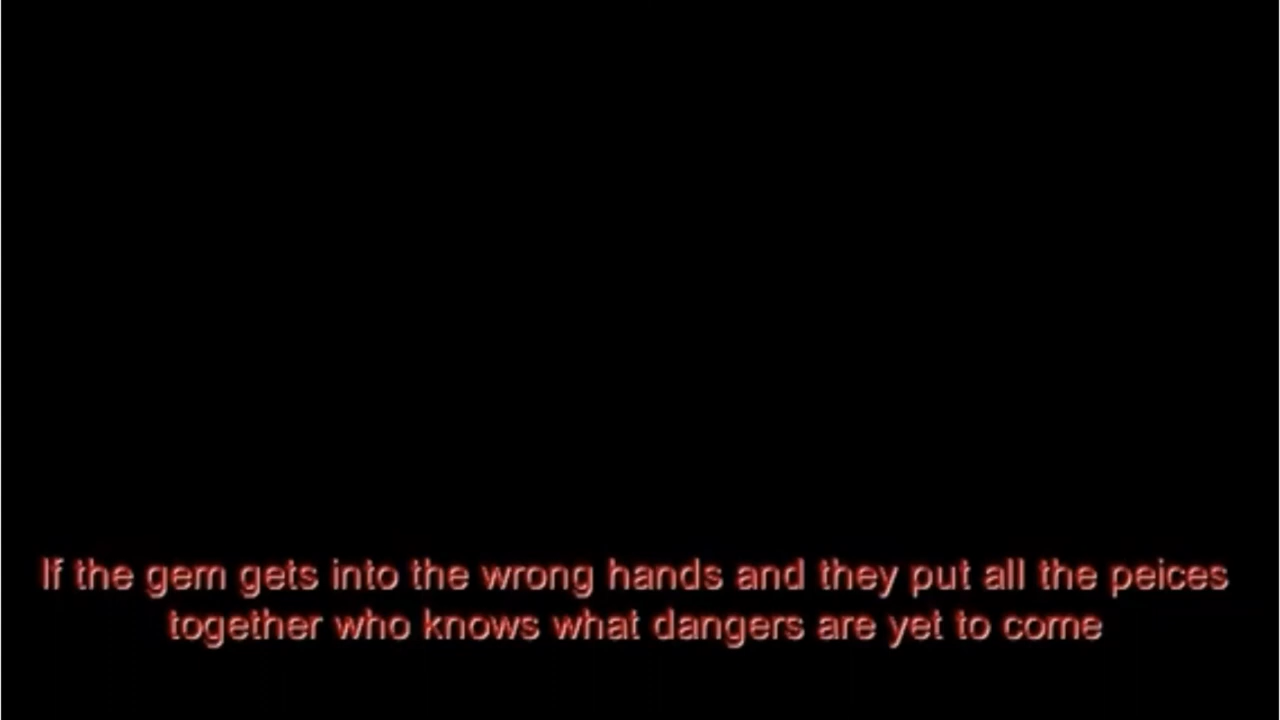 If the gem gets into the wrong hands and they put all the peices
together who knows what dangers are yet to come